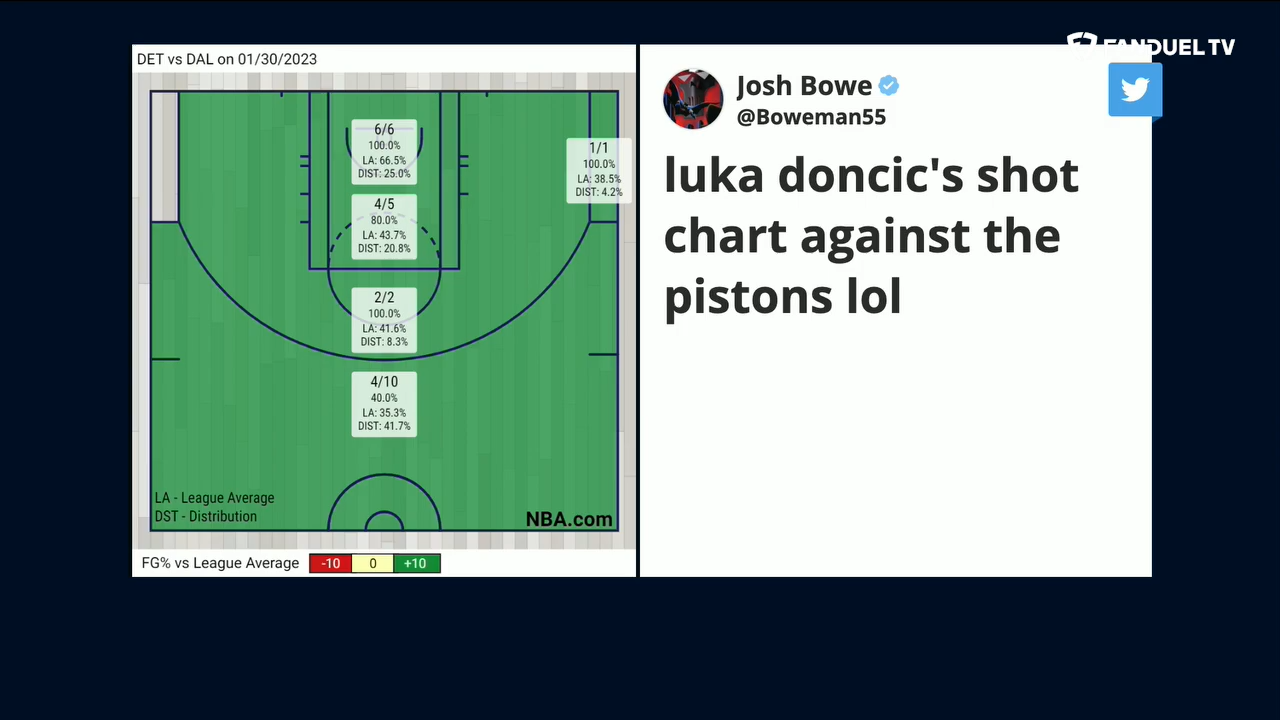 FANDUEL TV
DET vs DAL on 01/30/2023
6/6
100.0%
LA: 66.5%
DIST: 25.0%
4/5
80.0%
LA: 43.7%
DIST: 20.8%
2/2
100.0%
LA: 41.6%
DIST: 8.3%
4/10
40.0%
LA: 35.3%
DIST: 41.7%
1/1
100.0%
LA: 38.5%
DIST: 4.2%
LA - League Average
DST - Distribution
NBA.com
FG% vs League Average -10 0 +10
Josh Bowe
@Boweman55
luka doncic's shot
chart against the
pistons lol